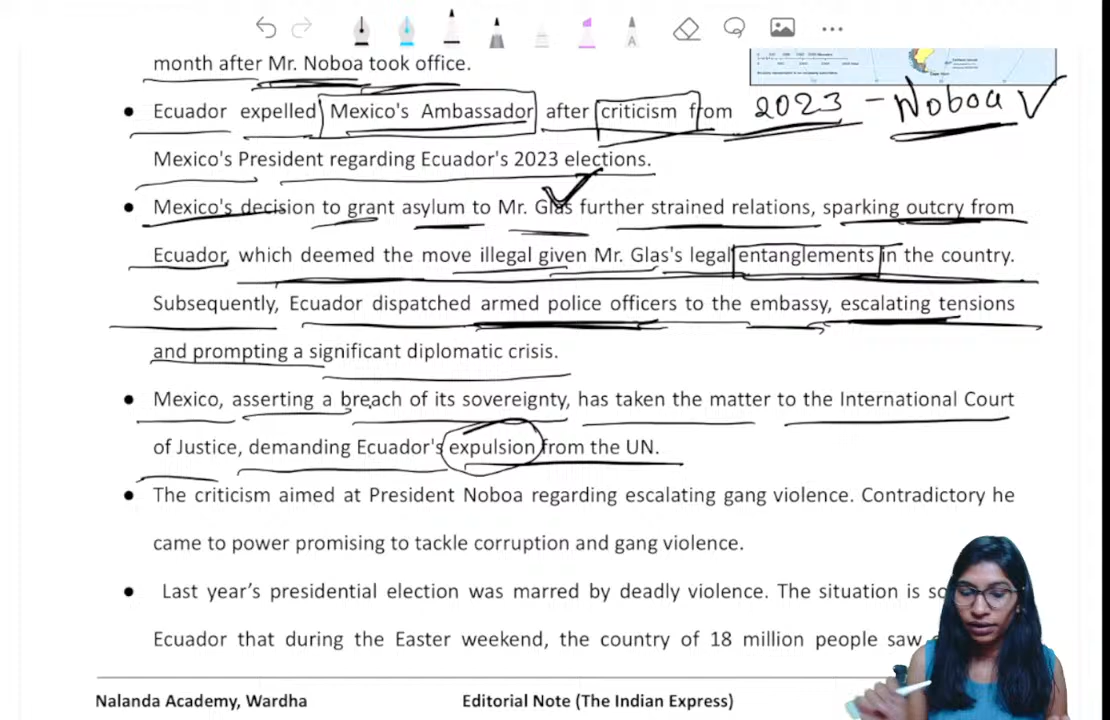 month after Mr. Noboa took office.
• Ecuador expelled Mexico's Ambassador after criticism from 2023 - Noboa
Mexico's President regarding Ecuador's 2023 elections.
• Mexico's decision to grant asylum to Mr. Glas further strained relations, sparking outcry from
Ecuador, which deemed the move illegal given Mr. Glas's legal entanglements in the country.
Subsequently, Ecuador dispatched armed police officers to the embassy, escalating tensions
and prompting a significant diplomatic crisis.
• Mexico, asserting a breach of its sovereignty, has taken the matter to the International Court
of Justice, demanding Ecuador's expulsion from the UN.
• The criticism aimed at President Noboa regarding escalating gang violence. Contradictory he
came to power promising to tackle corruption and gang violence.
• Last year's presidential election was marred by deadly violence. The situation is
Ecuador that during the Easter weekend, the country of 18 million people saw
Nalanda Academy, Wardha Editorial Note (The Indian Express)